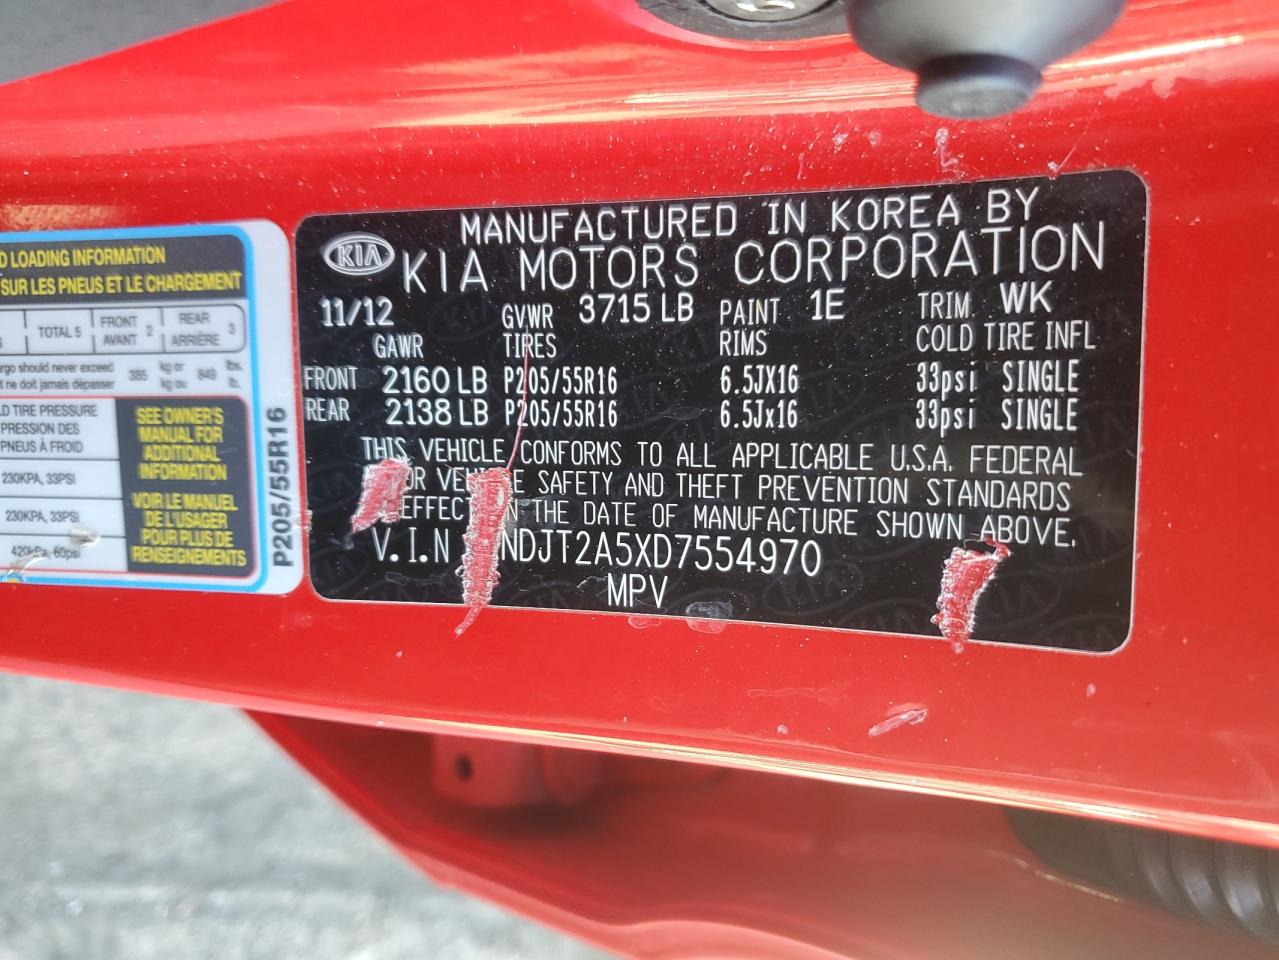 D LOADING INFORMATION
SUR LES PNEUS ET LE CHARGEMENT
TOTAL 5 FRONT AVANT 2 REAR ARRIÈRE 3
argo should never exceed 385 kg or 849 lbs.
t ne doit jamais dépasser kg ou lb.
D TIRE PRESSURE
PRESSION DES
PNEUS À FROID
230KPA, 33PSI
230KPA, 33PSI
420kPa, 60psi
SEE OWNER'S
MANUAL FOR
ADDITIONAL
INFORMATION
VOIR LE MANUEL
DE L'USAGER
POUR PLUS DE
RENSEIGNEMENTS
P205/55R16
MANUFACTURED IN KOREA BY
KIA KIA MOTORS CORPORATION
11/12 GVWR 3715 LB PAINT 1E TRIM WK
GAWR TIRES RIMS COLD TIRE INFL
FRONT 2160 LB P205/55R16 6.5JX16 33psi SINGLE
REAR 2138 LB P205/55R16 6.5Jx16 33psi SINGLE
THIS VEHICLE CONFORMS TO ALL APPLICABLE U.S.A. FEDERAL
OR VEHICLE SAFETY AND THEFT PREVENTION STANDARDS
EFFECT IN THE DATE OF MANUFACTURE SHOWN ABOVE.
V.I.N NDJT2A5XD7554970
MPV